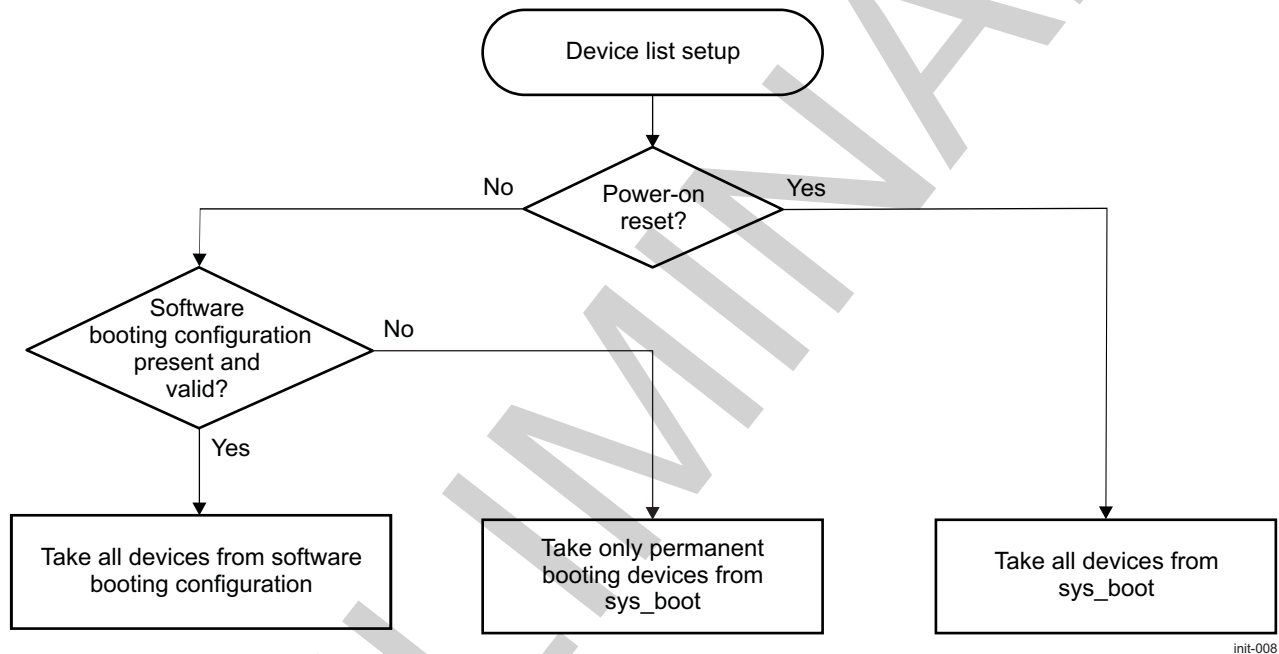 Device list setup
No
Power-on
reset?
Yes
Software
booting configuration
present and
valid?
No
Yes
Take all devices from software
booting configuration
Take only permanent
booting devices from
sys_boot
Take all devices from
sys_boot
init-008